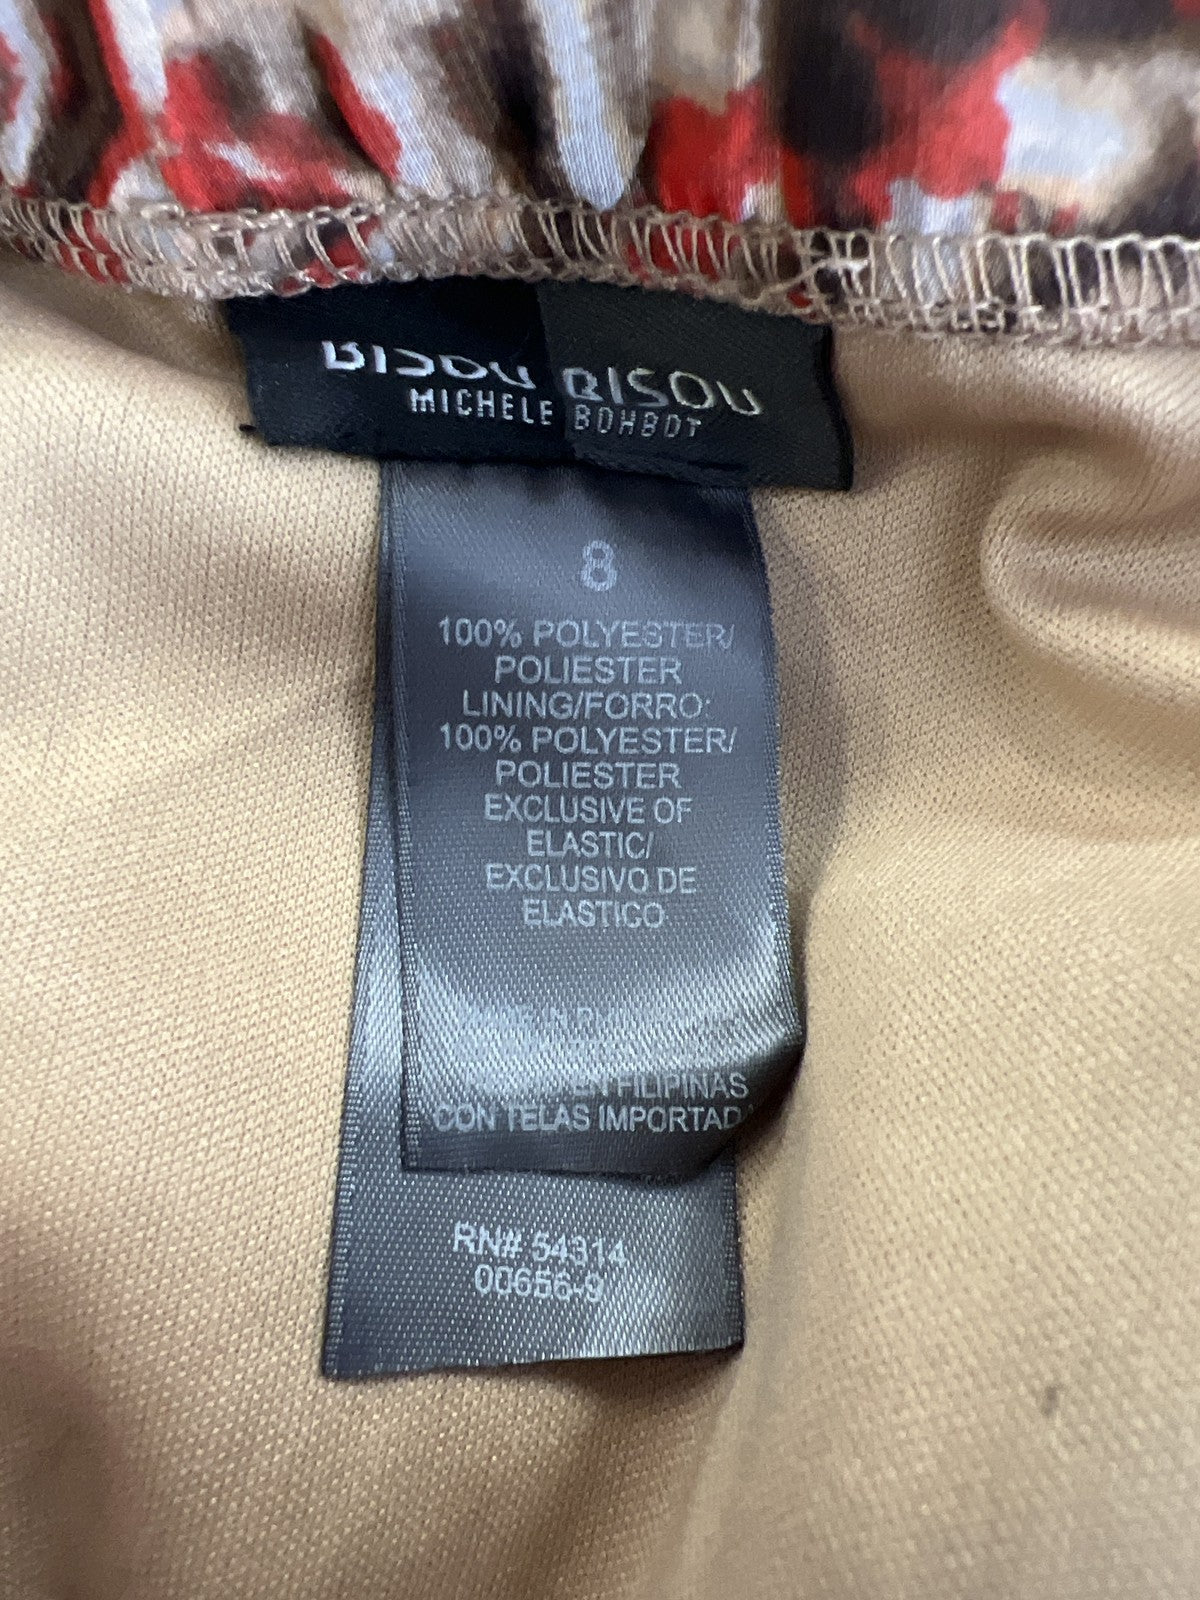 BISOU BISOU
MICHELE BOHBOT
8
100% POLYESTER/
POLIESTER
LINING/FORRO:
100% POLYESTER/
POLIESTER
EXCLUSIVE OF
ELASTIC/
EXCLUSIVO DE
ELASTICO
EN FILIPINAS
CON TELAS IMPORTADA
RN# 54314
00656-9